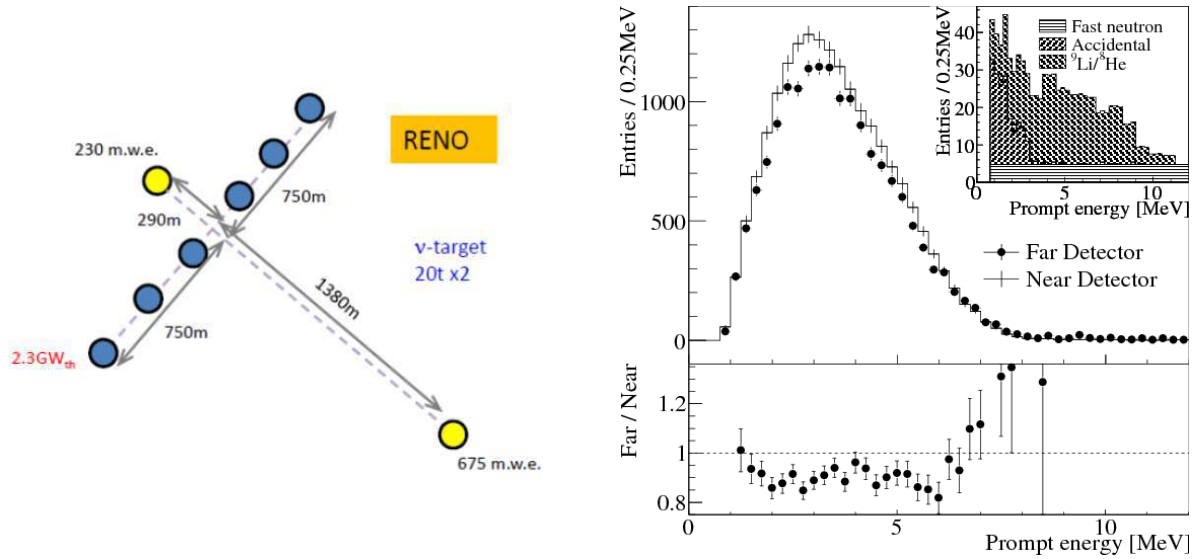 RENO
230 m.w.e.
750m
290m
ν-target
20t x2
1380m
750m
2.3GWth
675 m.w.e.
Entries / 0.25MeV
1000
500
0
Entries / 0.25MeV
40
30
20
10
0
0
5
10
Prompt energy [MeV]
Fast neutron
Accidental
⁹Li/⁸He
Far Detector
Near Detector
Far / Near
1.2
1
0.8
0
5
10
Prompt energy [MeV]